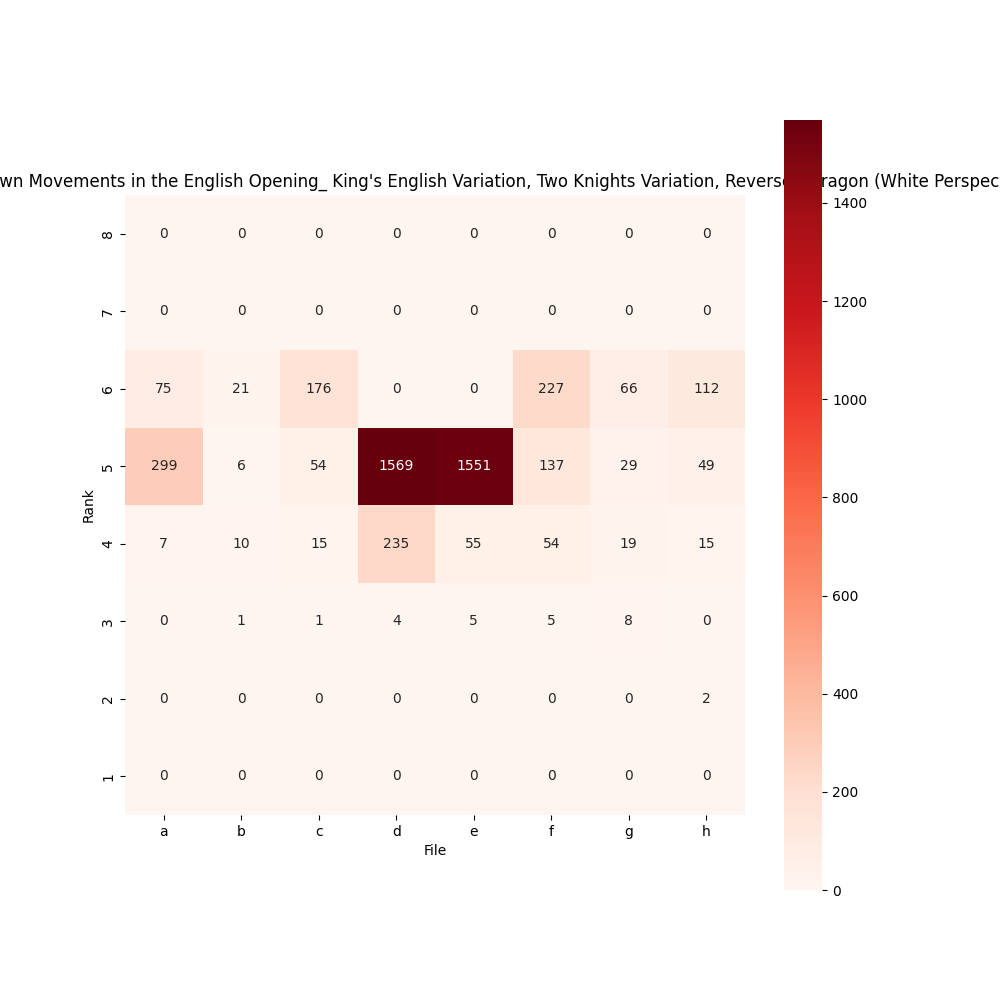 wn Movements in the English Opening_ King's English Variation, Two Knights Variation, Reverse ragon (White Perspec
8 0 0 0 0 0 0 0 0
7 0 0 0 0 0 0 0 0
6 75 21 176 0 0 227 66 112
5 299 6 54 1569 1551 137 29 49
4 7 10 15 235 55 54 19 15
3 0 1 1 4 5 5 8 0
2 0 0 0 0 0 0 0 2
1 0 0 0 0 0 0 0 0
a b c d e f g h
File
Rank
1400
1200
1000
800
600
400
200
0